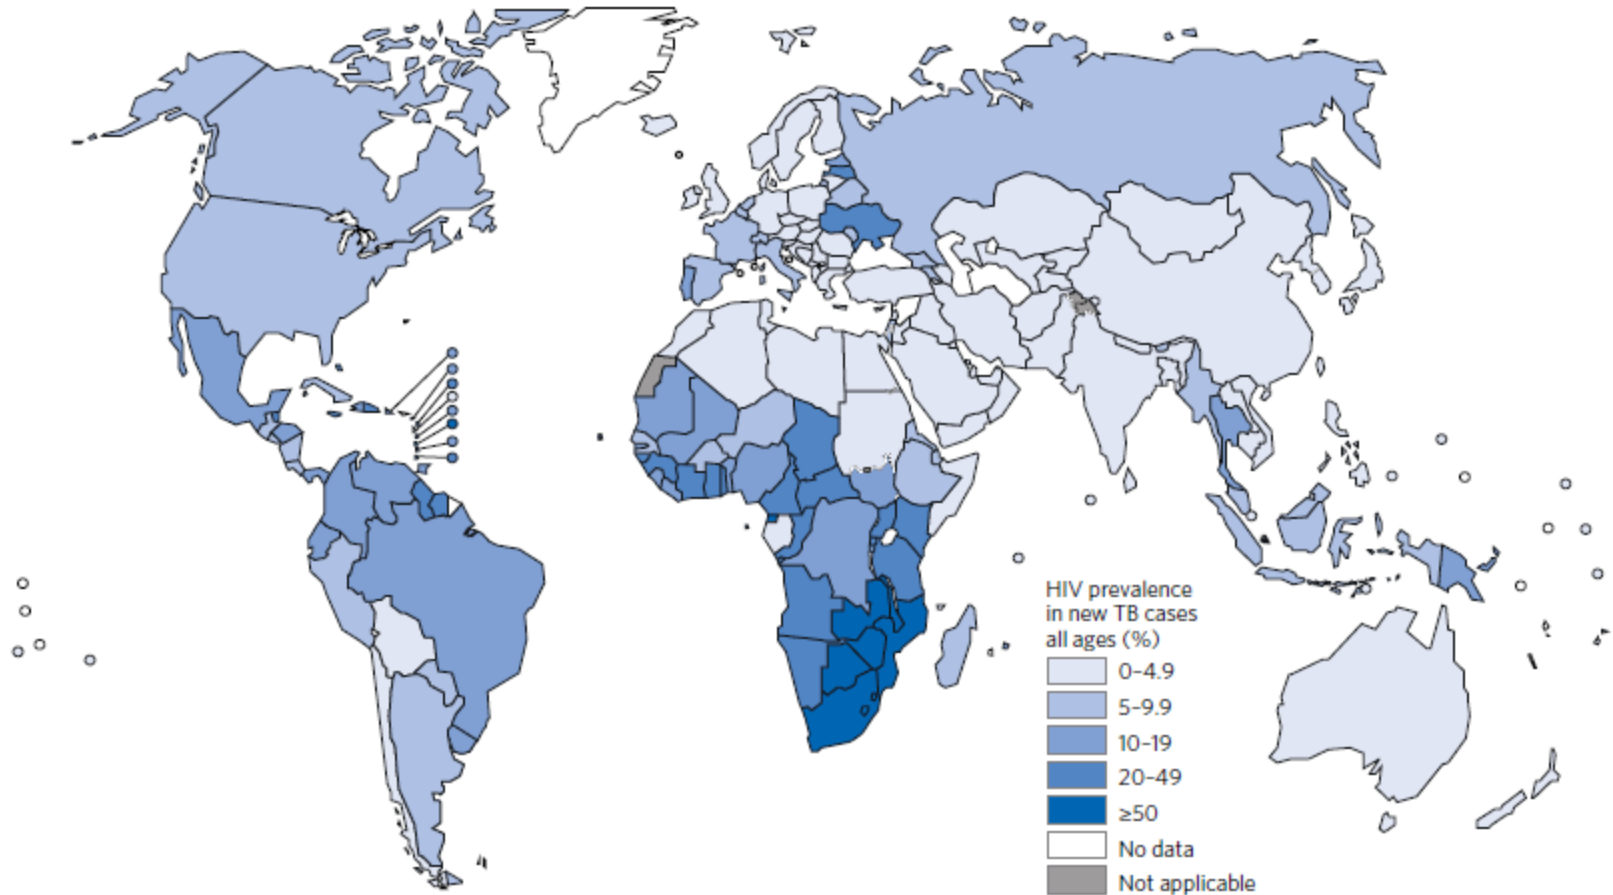 HIV prevalence
in new TB cases
all ages (%)
0–4.9
5–9.9
10–19
20–49
≥50
No data
Not applicable